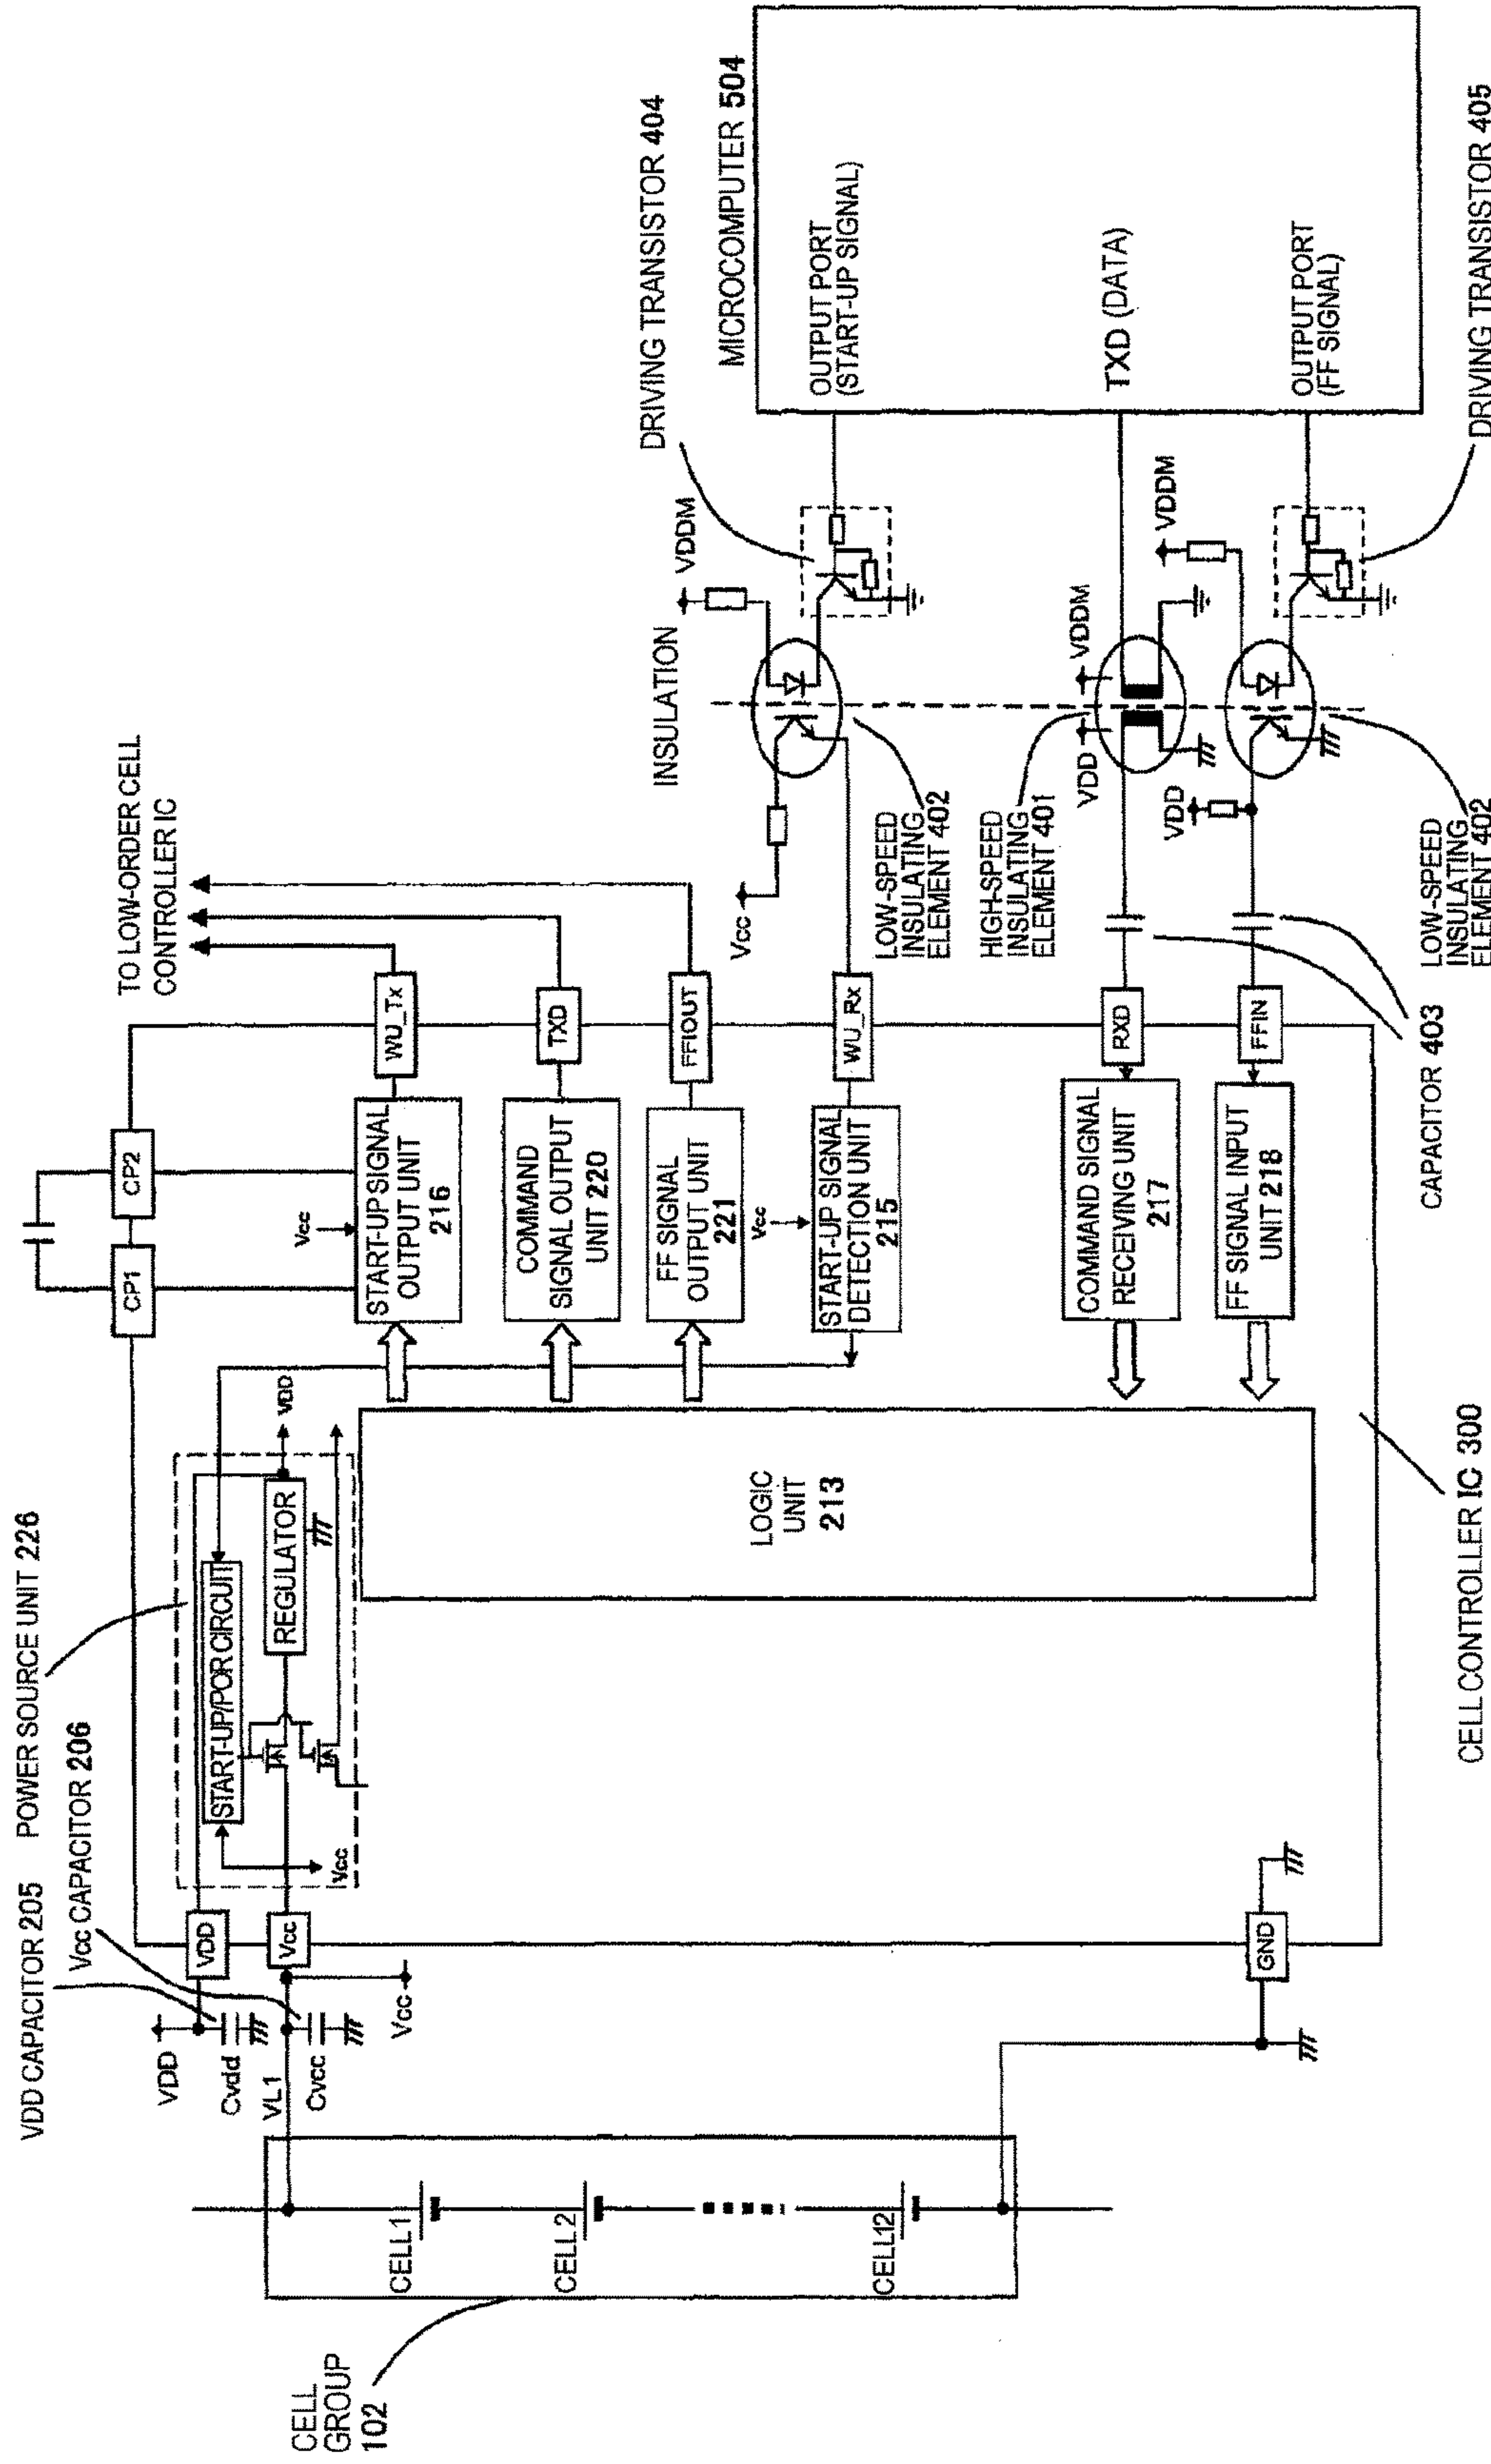 CELL
GROUP
102
CELL1
CELL2
CELL12
VDD CAPACITOR 205
Vcc CAPACITOR 206
POWER SOURCE UNIT 226
VDD
Cvdd
VL1
Cvcc
Vcc
VDD
Vcc
GND
Vcc
START-UP/POR CIRCUIT
REGULATOR
VDD
LOGIC
UNIT
213
CELL CONTROLLER IC 300
CP1
CP2
Vcc
START-UP SIGNAL
OUTPUT UNIT
216
COMMAND
SIGNAL OUTPUT
UNIT 220
FF SIGNAL
OUTPUT UNIT
221
Vcc
START-UP SIGNAL
DETECTION UNIT
215
COMMAND SIGNAL
RECEIVING UNIT
217
FF SIGNAL INPUT
UNIT 218
WU_Tx
TXD
FFIOUT
WU_Rx
RXD
FFIN
CAPACITOR 403
TO LOW-ORDER CELL
CONTROLLER IC
Vcc
LOW-SPEED
INSULATING
ELEMENT 402
HIGH-SPEED
INSULATING
ELEMENT 401
LOW-SPEED
INSULATING
ELEMENT 402
INSULATION
VDD
VDD
VDDM
VDDM
VDDM
DRIVING TRANSISTOR 404
DRIVING TRANSISTOR 405
MICROCOMPUTER 504
OUTPUT PORT
(START-UP SIGNAL)
TXD (DATA)
OUTPUT PORT
(FF SIGNAL)